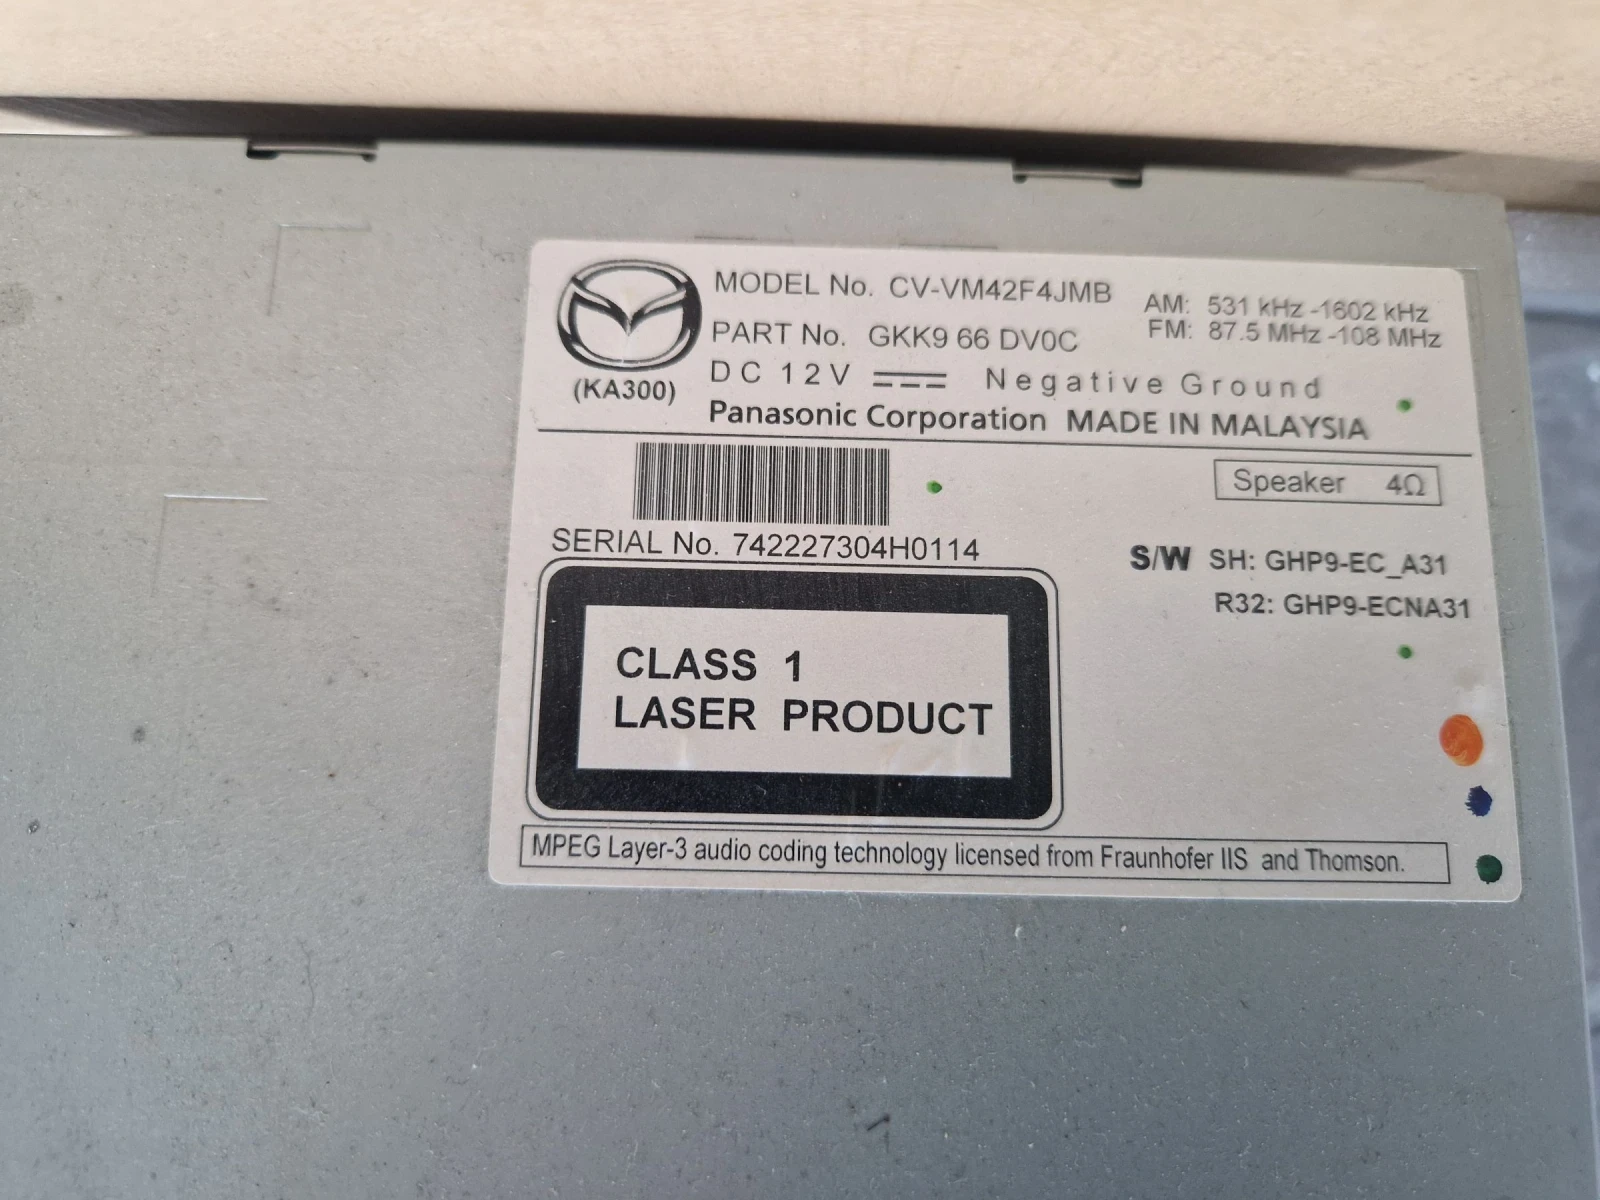 MODEL No. CV-VM42F4JMB
AM: 531 kHz -1602 kHz
PART No. GKK9 66 DV0C
FM: 87.5 MHz -108 MHz
(KA300)
DC 12V Negative Ground
Panasonic Corporation MADE IN MALAYSIA
Speaker 4Ω
SERIAL No. 742227304H0114
S/W SH: GHP9-EC_A31
R32: GHP9-ECNA31
CLASS 1
LASER PRODUCT
MPEG Layer-3 audio coding technology licensed from Fraunhofer IIS and Thomson.